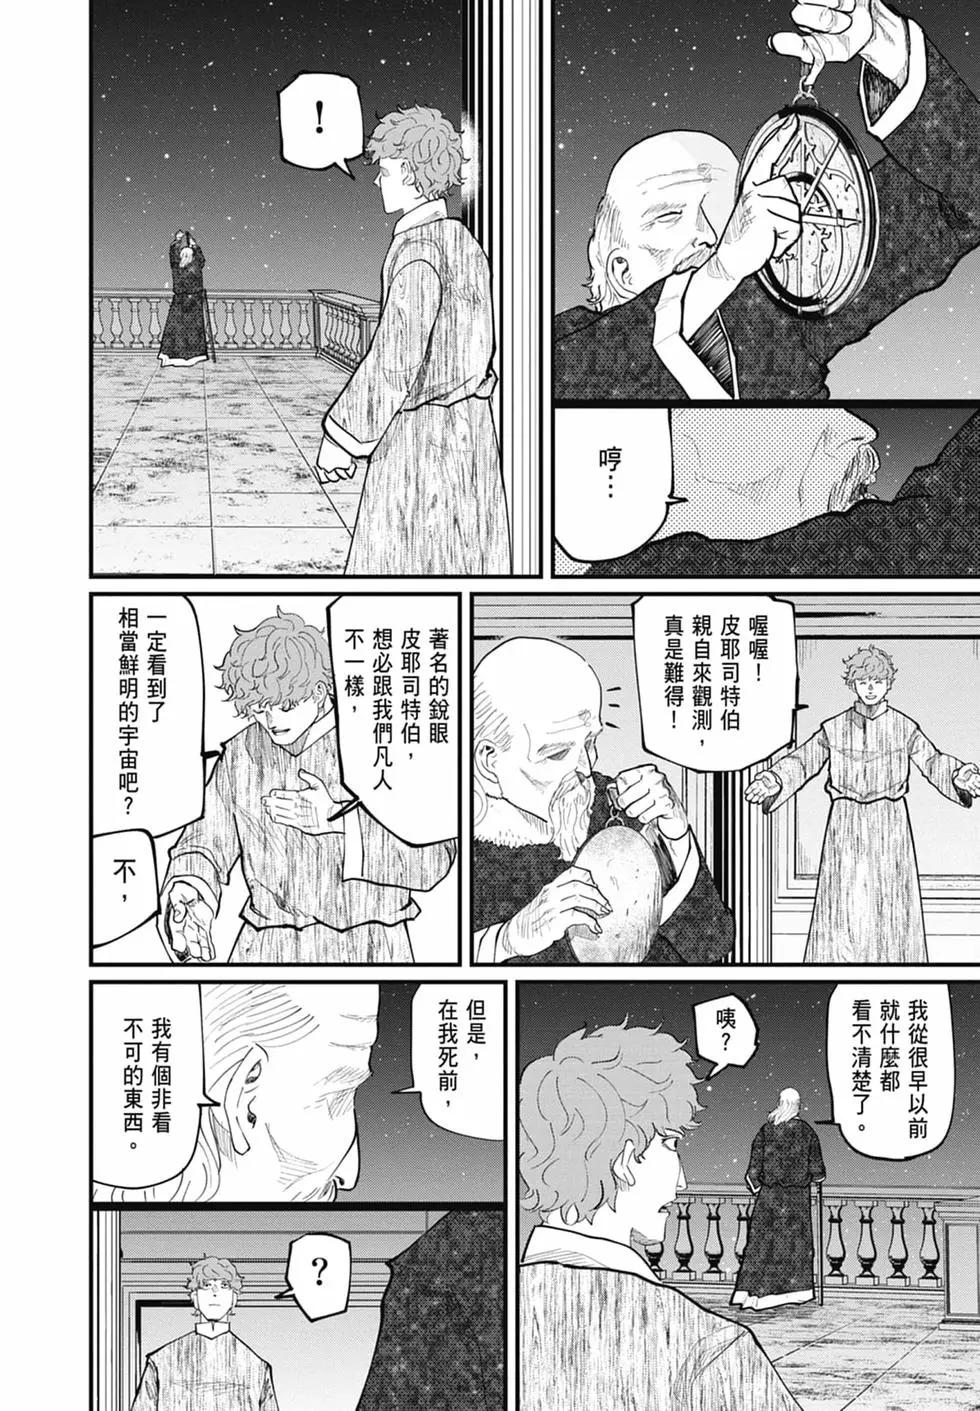 哼…
！
喔喔！
皮耶司特伯
親自來觀測，
真是難得！
著名的銳眼
皮耶司特伯，
想必跟我們凡人
不一樣，
一定看到了
相當鮮明的宇宙吧？
不，
我從很早以前
就什麼都
看不清楚了。
咦？
但是，
在我死前，
我有個非看
不可的東西。
？